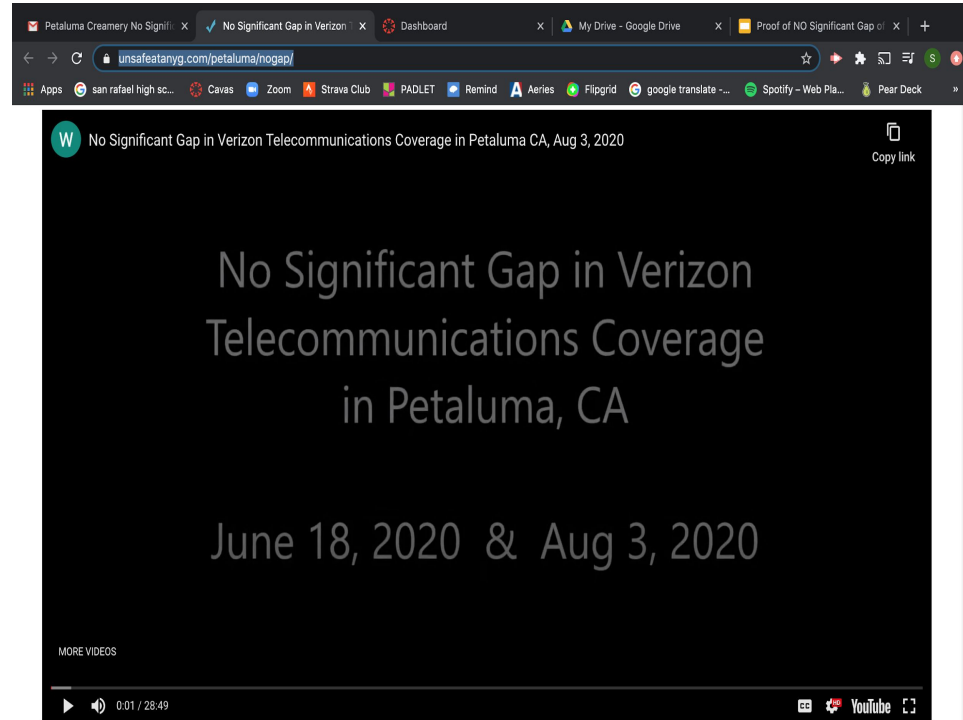 Petaluma Creamery No Signific
No Significant Gap in Verizon T
Dashboard
My Drive - Google Drive
Proof of NO Significant Gap of
unsafeatanyg.com/petaluma/nogap/
S
Apps
san rafael high sc...
Cavas
Zoom
Strava Club
PADLET
Remind
Aeries
Flipgrid
google translate -...
Spotify – Web Pla...
Pear Deck
»
W
No Significant Gap in Verizon Telecommunications Coverage in Petaluma CA, Aug 3, 2020
Copy link
No Significant Gap in Verizon
Telecommunications Coverage
in Petaluma, CA
June 18, 2020 & Aug 3, 2020
MORE VIDEOS
0:01 / 28:49
CC
HD
YouTube